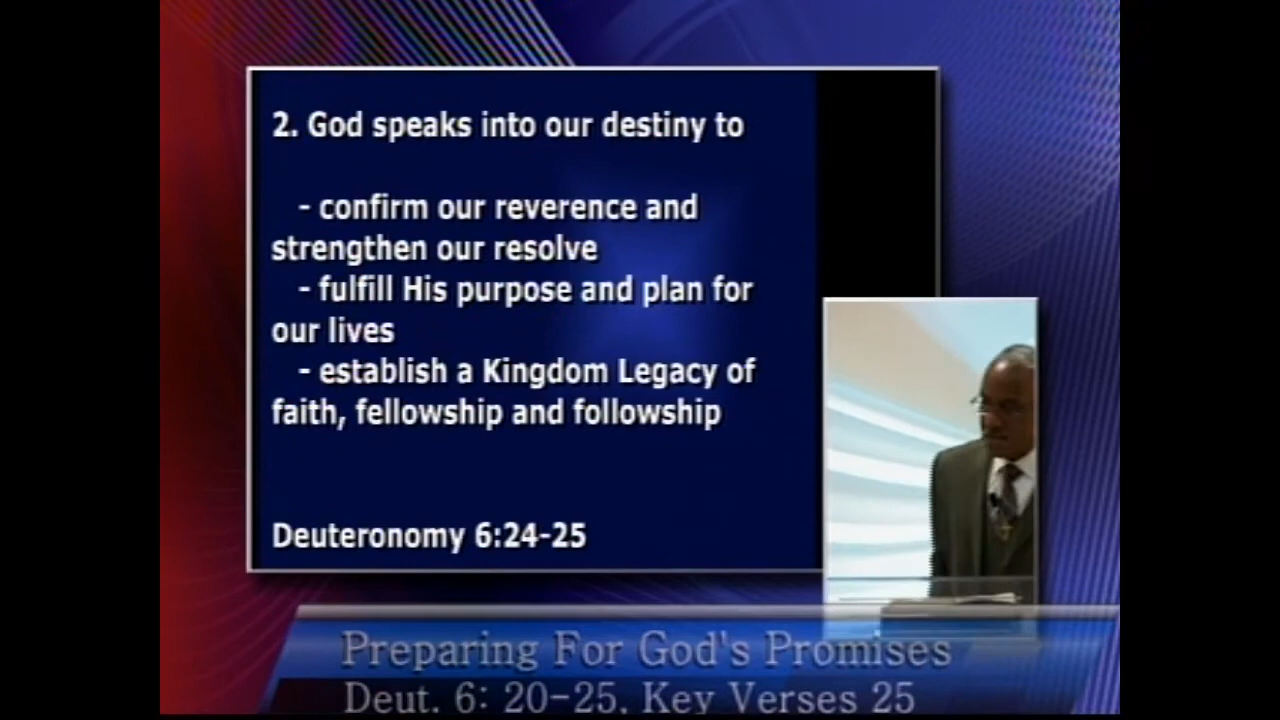 2. God speaks into our destiny to
- confirm our reverence and
strengthen our resolve
- fulfill His purpose and plan for
our lives
- establish a Kingdom Legacy of
faith, fellowship and followship
Deuteronomy 6:24-25
Preparing For God's Promises
Deut. 6: 20-25, Key Verses 25